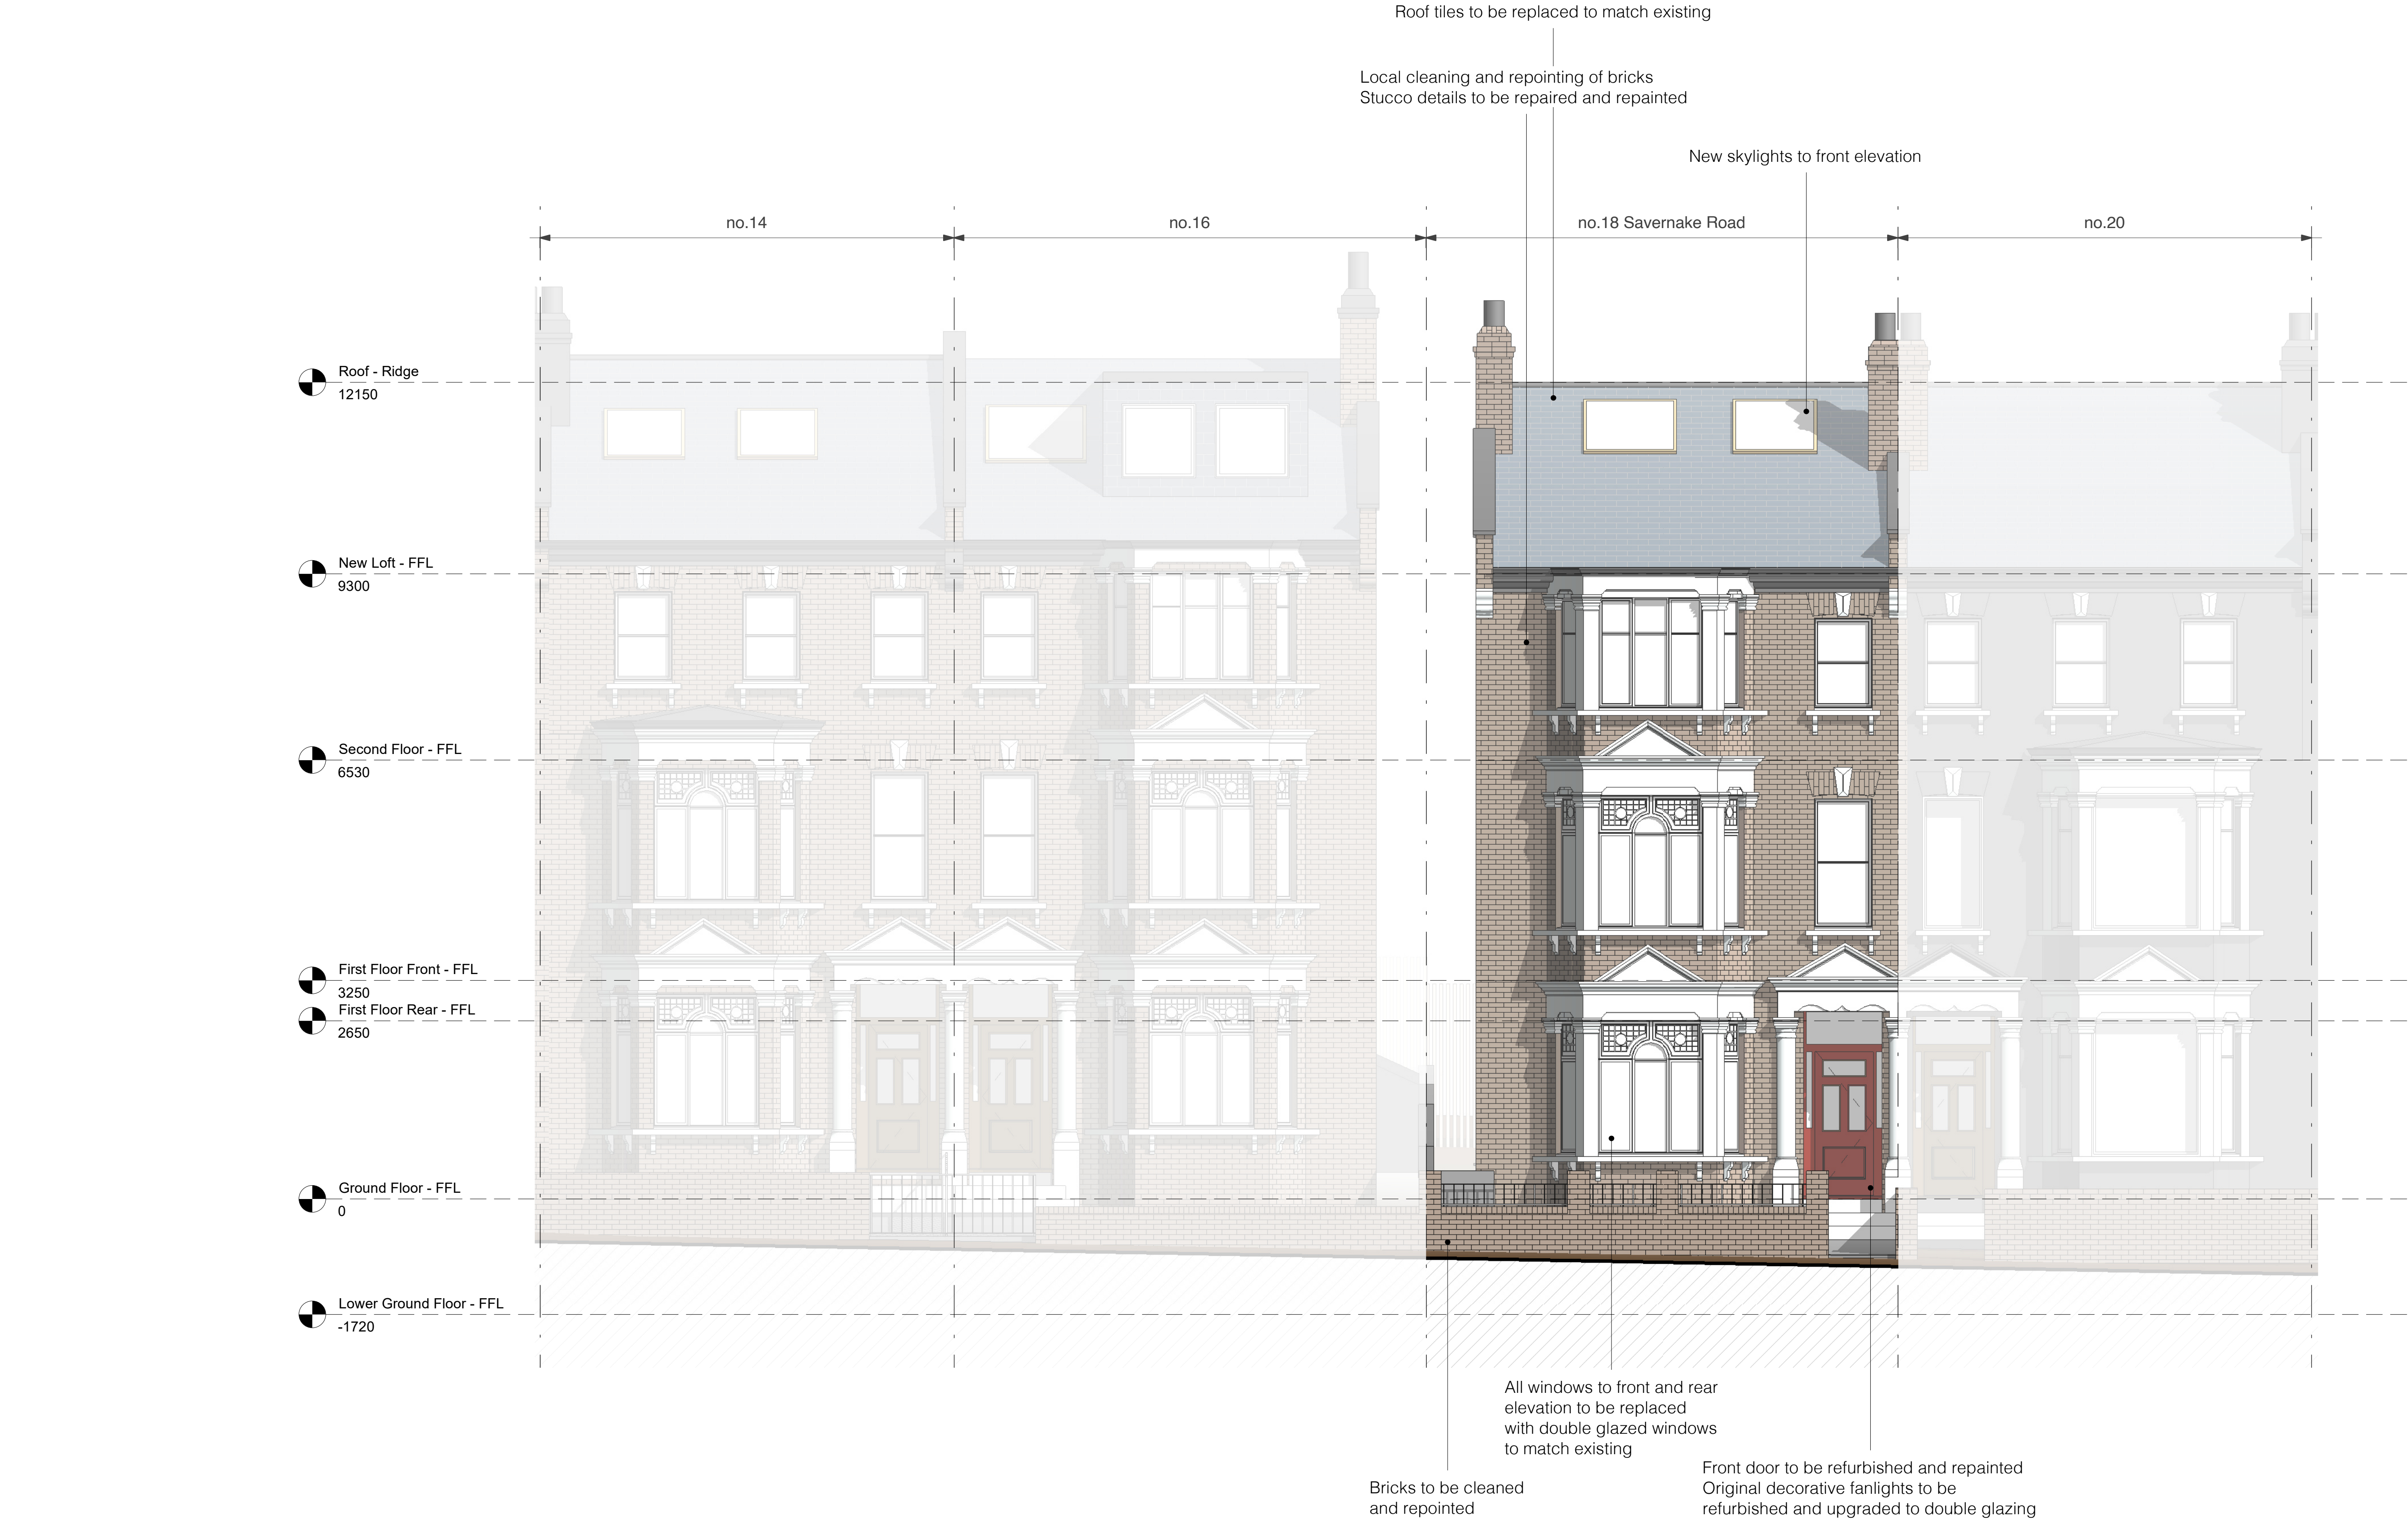 Roof tiles to be replaced to match existing
Local cleaning and repointing of bricks
Stucco details to be repaired and repainted
New skylights to front elevation
no.14
no.16
no.18 Savernake Road
no.20
Roof - Ridge
12150
New Loft - FFL
9300
Second Floor - FFL
6530
First Floor Front - FFL
3250
First Floor Rear - FFL
2650
Ground Floor - FFL
0
Lower Ground Floor - FFL
-1720
All windows to front and rear
elevation to be replaced
with double glazed windows
to match existing
Bricks to be cleaned
and repointed
Front door to be refurbished and repainted
Original decorative fanlights to be
refurbished and upgraded to double glazing